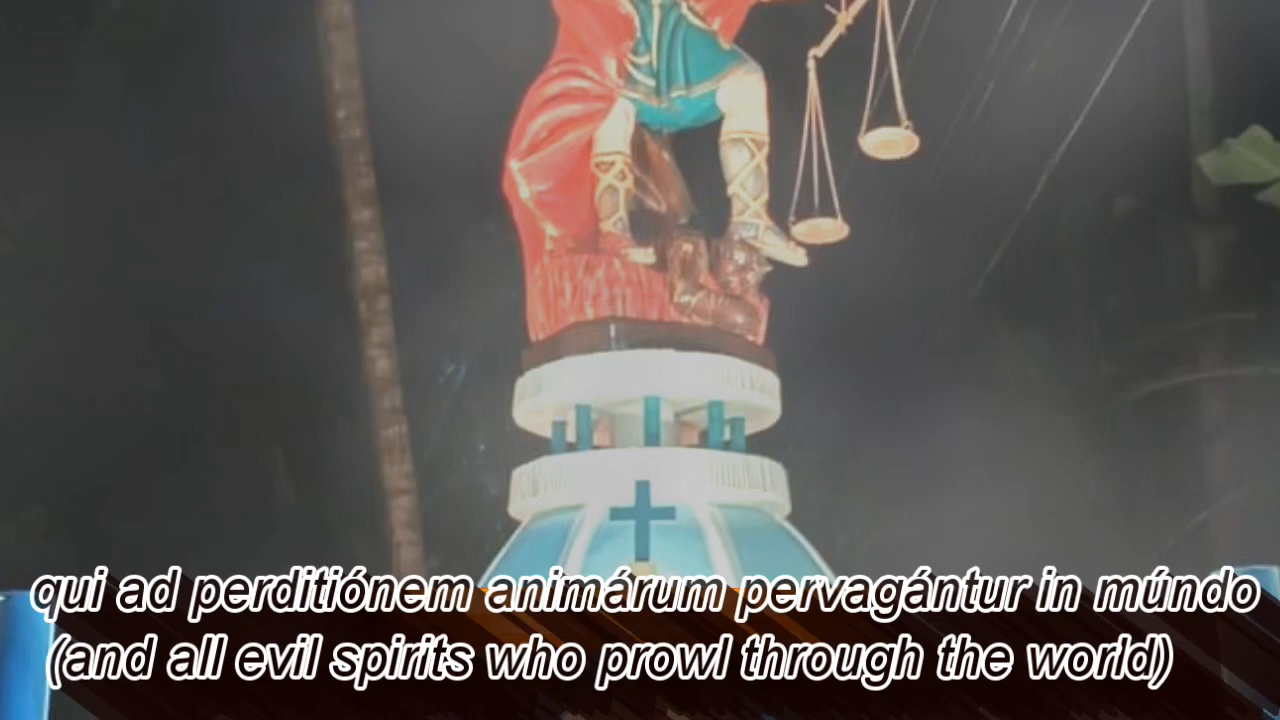 qui ad perditiónem animárum pervagántur in múndo
(and all evil spirits who prowl through the world)